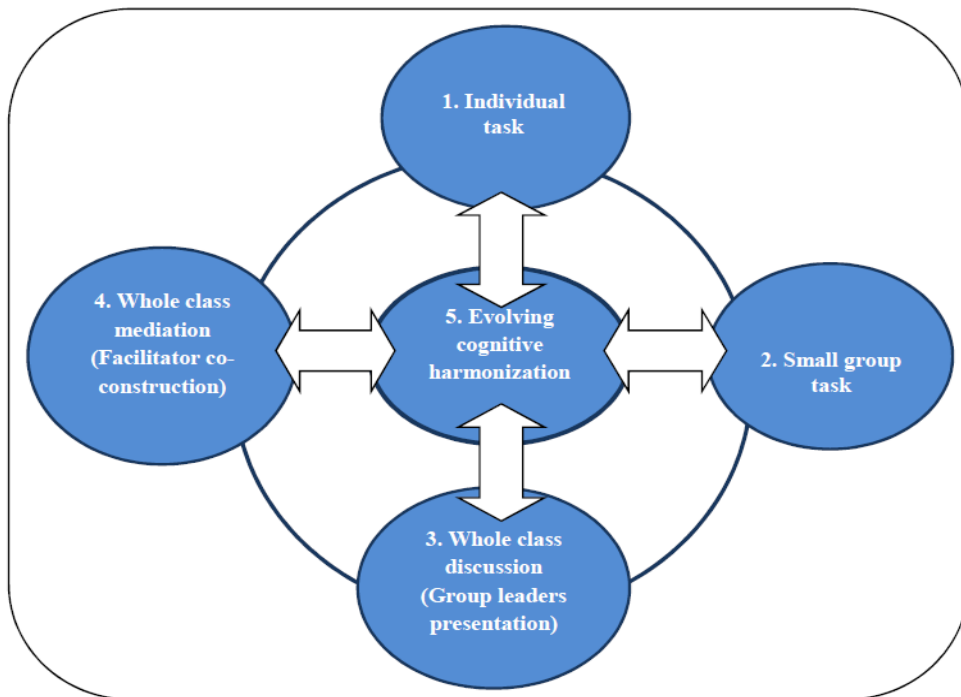 1. Individual
task
4. Whole class
mediation
(Facilitator co-
construction)
5. Evolving
cognitive
harmonization
2. Small group
task
3. Whole class
discussion
(Group leaders
presentation)